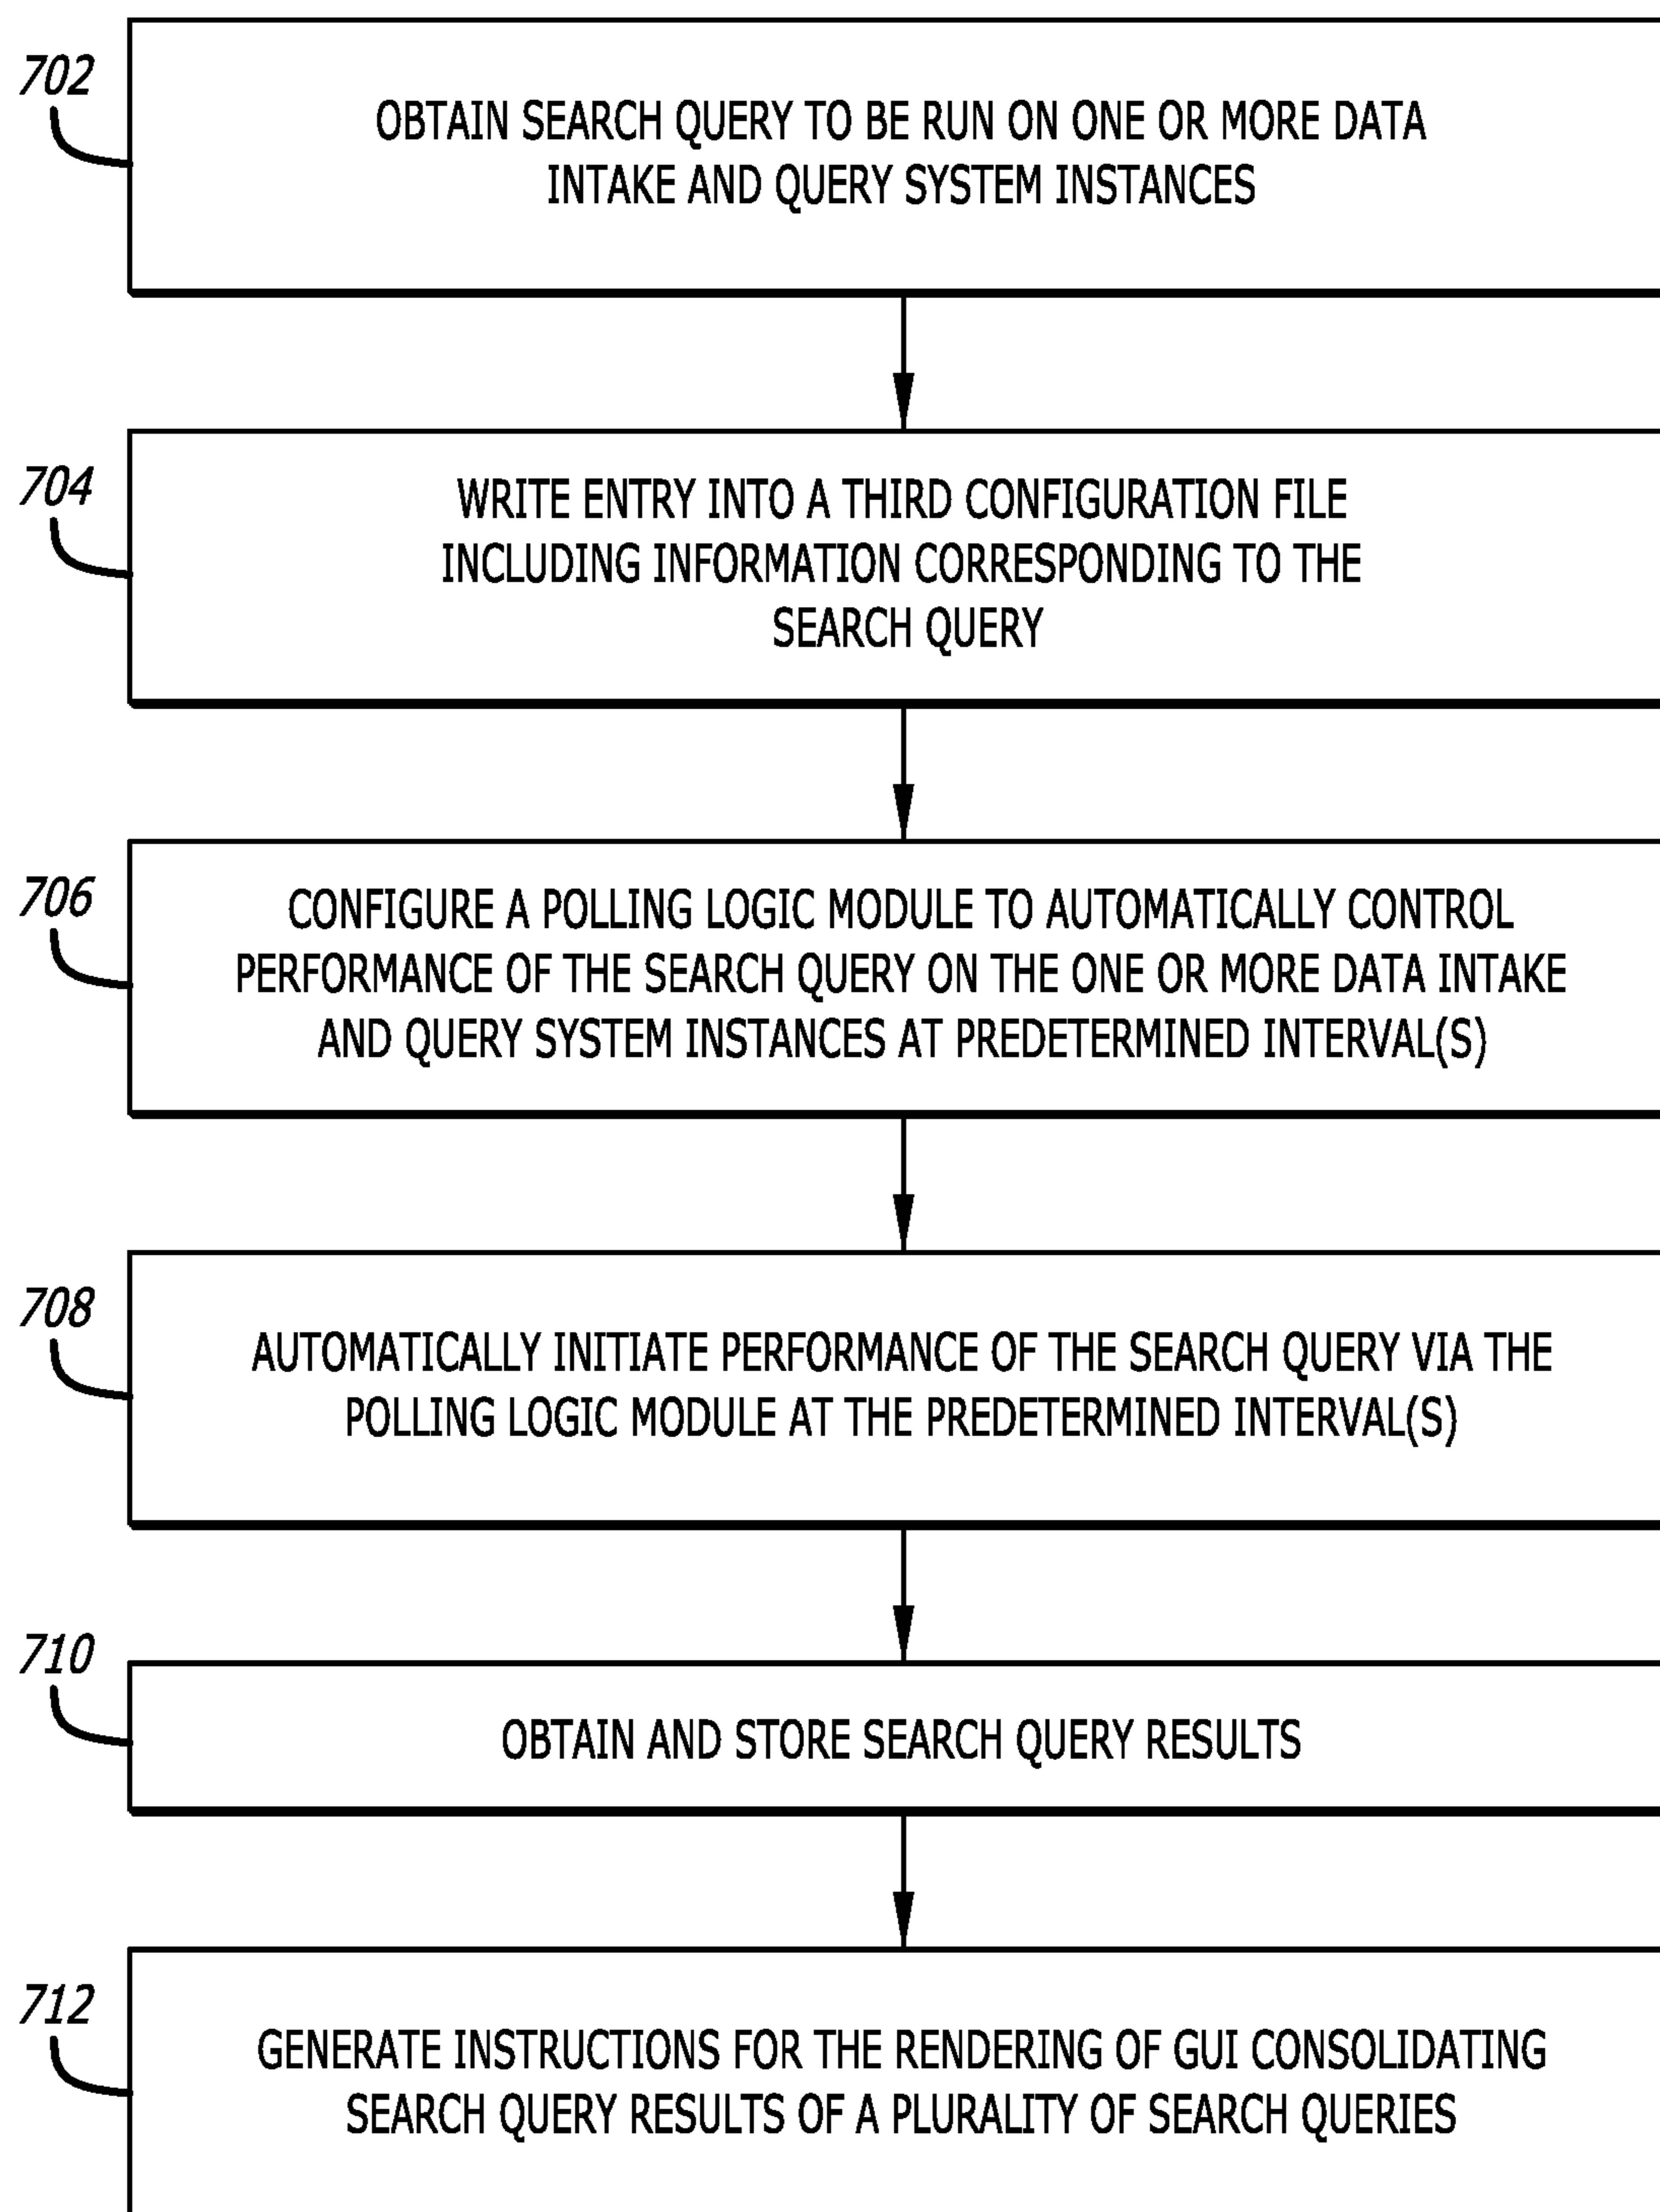 702
OBTAIN SEARCH QUERY TO BE RUN ON ONE OR MORE DATA
INTAKE AND QUERY SYSTEM INSTANCES
704
WRITE ENTRY INTO A THIRD CONFIGURATION FILE
INCLUDING INFORMATION CORRESPONDING TO THE
SEARCH QUERY
706
CONFIGURE A POLLING LOGIC MODULE TO AUTOMATICALLY CONTROL
PERFORMANCE OF THE SEARCH QUERY ON THE ONE OR MORE DATA INTAKE
AND QUERY SYSTEM INSTANCES AT PREDETERMINED INTERVAL(S)
708
AUTOMATICALLY INITIATE PERFORMANCE OF THE SEARCH QUERY VIA THE
POLLING LOGIC MODULE AT THE PREDETERMINED INTERVAL(S)
710
OBTAIN AND STORE SEARCH QUERY RESULTS
712
GENERATE INSTRUCTIONS FOR THE RENDERING OF GUI CONSOLIDATING
SEARCH QUERY RESULTS OF A PLURALITY OF SEARCH QUERIES